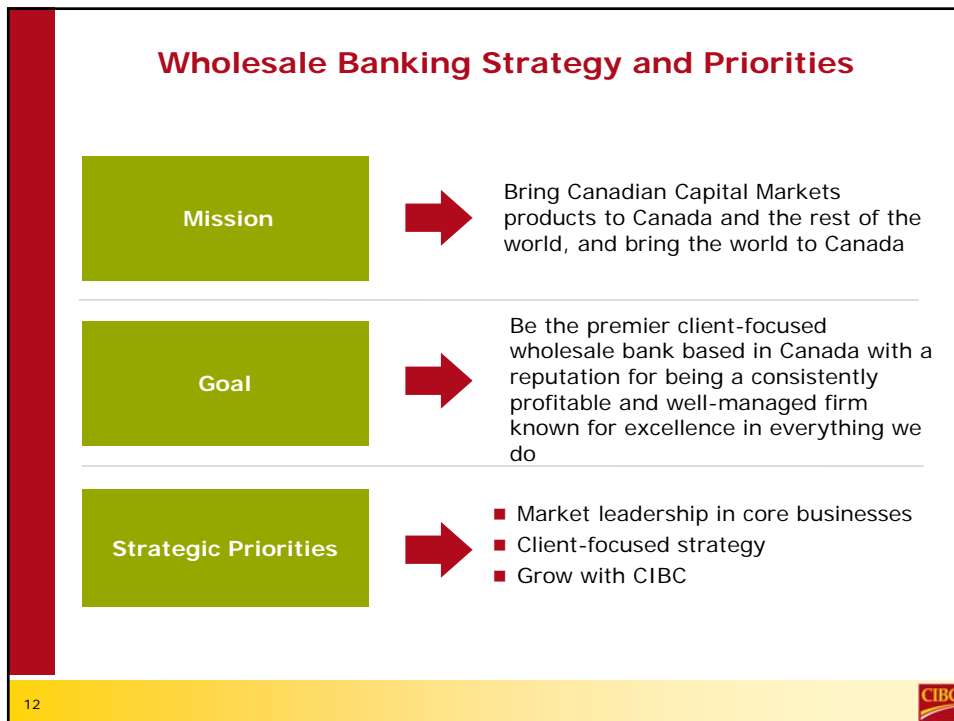 Wholesale Banking Strategy and Priorities
Mission
Bring Canadian Capital Markets
products to Canada and the rest of the
world, and bring the world to Canada
Goal
Be the premier client-focused
wholesale bank based in Canada with a
reputation for being a consistently
profitable and well-managed firm
known for excellence in everything we
do
Strategic Priorities
Market leadership in core businesses
Client-focused strategy
Grow with CIBC
12
CIBC